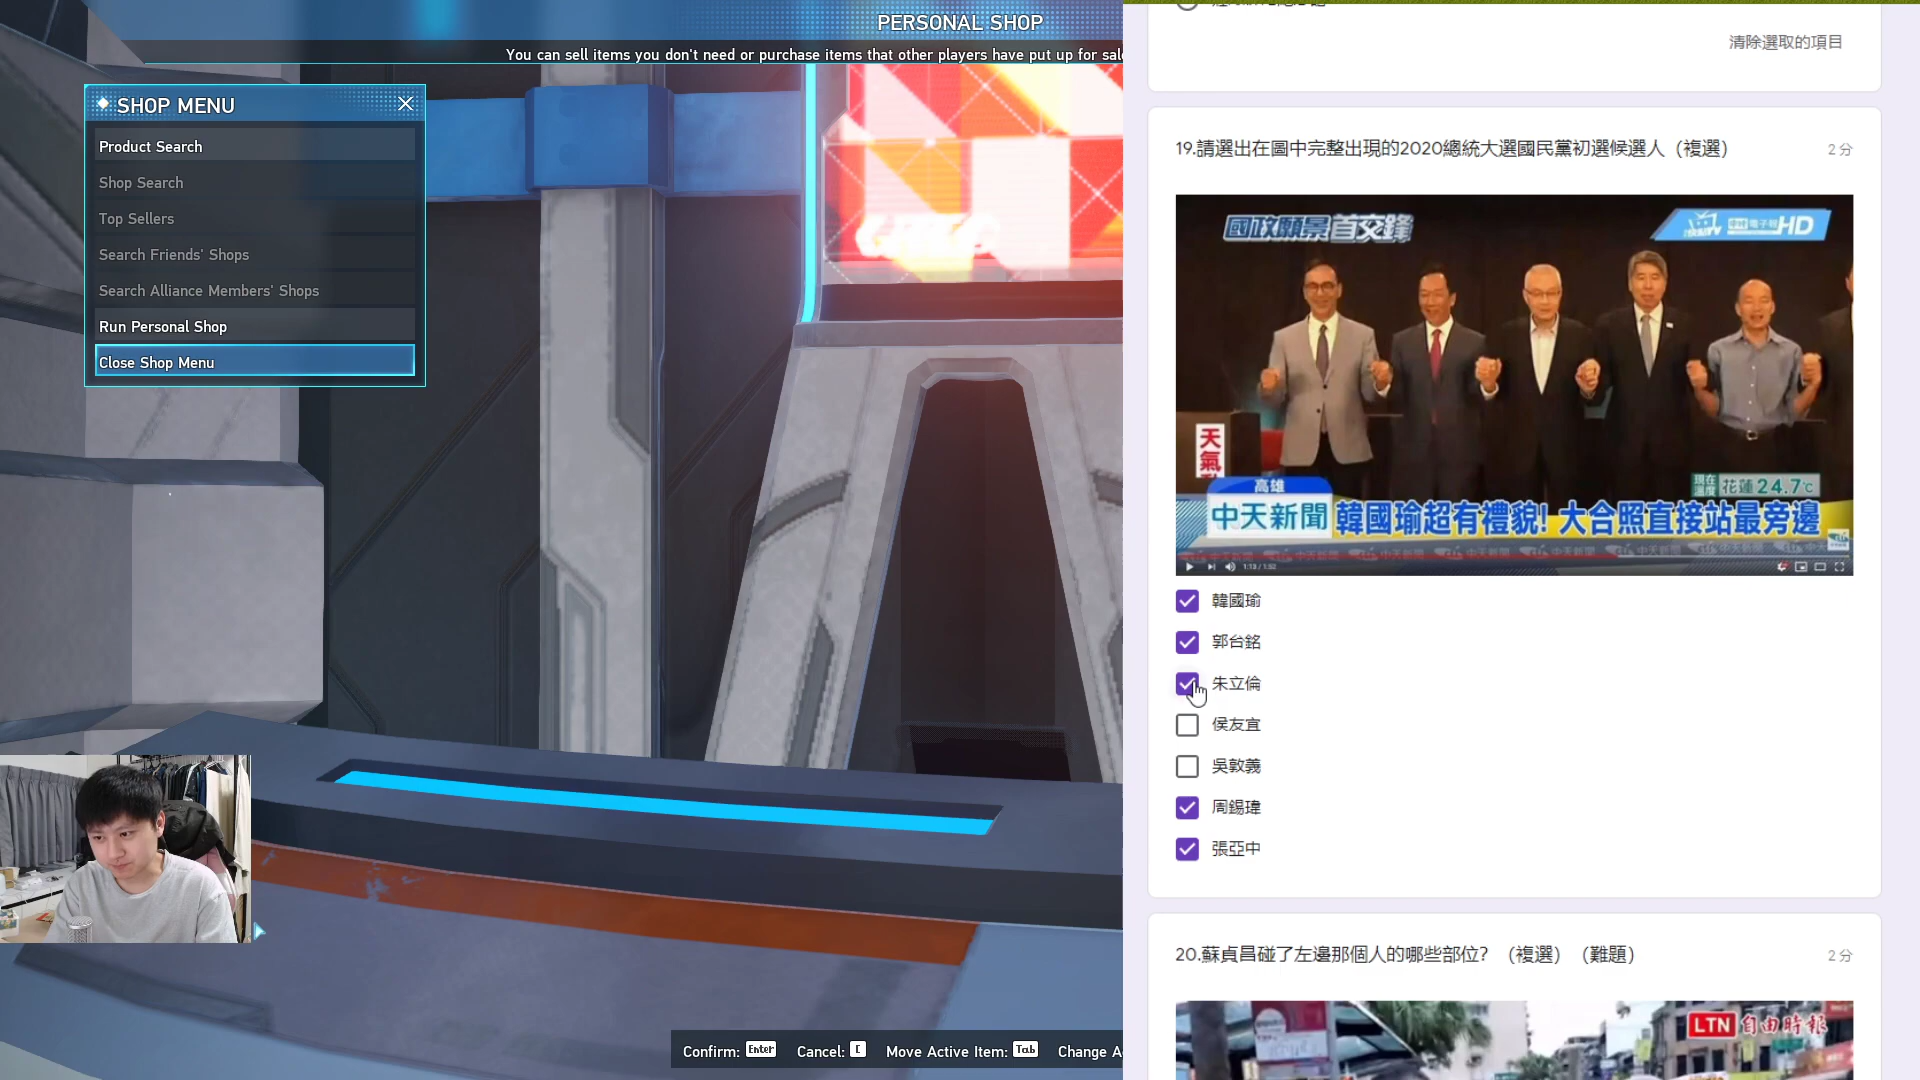 PERSONAL SHOP
You can sell items you don't need or purchase items that other players have put up for sal
SHOP MENU
Product Search
Shop Search
Top Sellers
Search Friends' Shops
Search Alliance Members' Shops
Run Personal Shop
Close Shop Menu
Confirm: Enter Cancel: E Move Active Item: Tab Change A
清除選取的項目
19.請選出在圖中完整出現的2020總統大選國民黨初選候選人（複選）
2 分
國政願景首交鋒
HD
天氣
高雄
現在溫度 花蓮 24.7°c
中天新聞 韓國瑜超有禮貌! 大合照直接站最旁邊
1:13 / 1:52
韓國瑜
郭台銘
朱立倫
侯友宜
吳敦義
周錫瑋
張亞中
20.蘇貞昌碰了左邊那個人的哪些部位？（複選）（難題）
2 分
LTN 自由時報